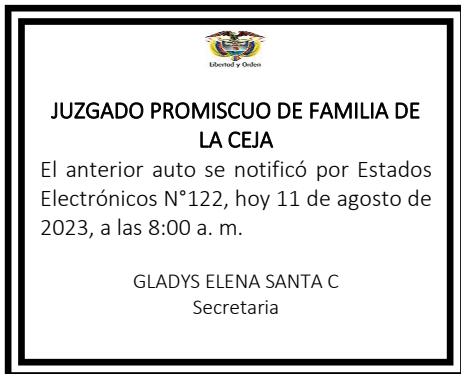 Libertad y Orden
JUZGADO PROMISCUO DE FAMILIA DE
LA CEJA
El anterior auto se notificó por Estados
Electrónicos N°122, hoy 11 de agosto de
2023, a las 8:00 a. m.
GLADYS ELENA SANTA C
Secretaria